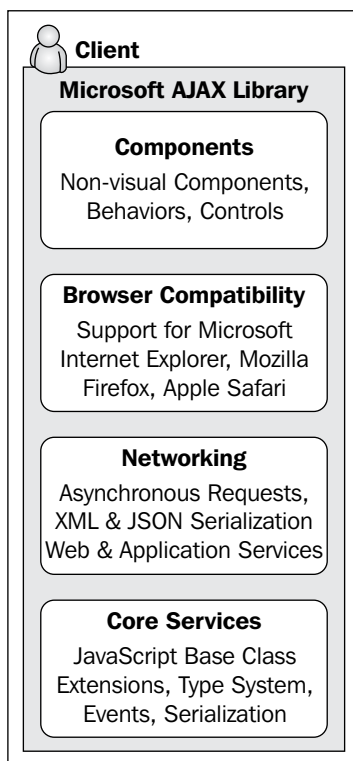 Client
Microsoft AJAX Library
Components
Non-visual Components,
Behaviors, Controls
Browser Compatibility
Support for Microsoft
Internet Explorer, Mozilla
Firefox, Apple Safari
Networking
Asynchronous Requests,
XML & JSON Serialization
Web & Application Services
Core Services
JavaScript Base Class
Extensions, Type System,
Events, Serialization